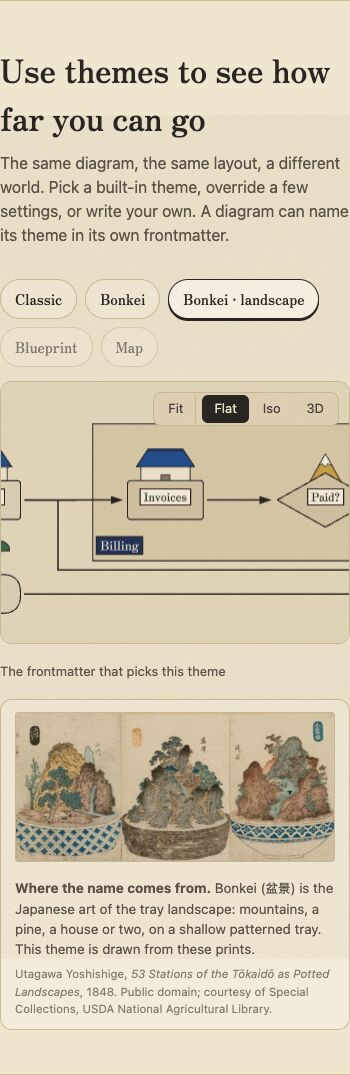 Use themes to see how
far you can go
The same diagram, the same layout, a different
world. Pick a built-in theme, override a few
settings, or write your own. A diagram can name
its theme in its own frontmatter.
Classic
Bonkei
Bonkei · landscape
Blueprint
Map
Fit
Flat
Iso
3D
Invoices
Paid?
Billing
The frontmatter that picks this theme
Where the name comes from. Bonkei (盆景) is the
Japanese art of the tray landscape: mountains, a
pine, a house or two, on a shallow patterned tray.
This theme is drawn from these prints.
Utagawa Yoshishige, 53 Stations of the Tōkaidō as Potted
Landscapes, 1848. Public domain; courtesy of Special
Collections, USDA National Agricultural Library.